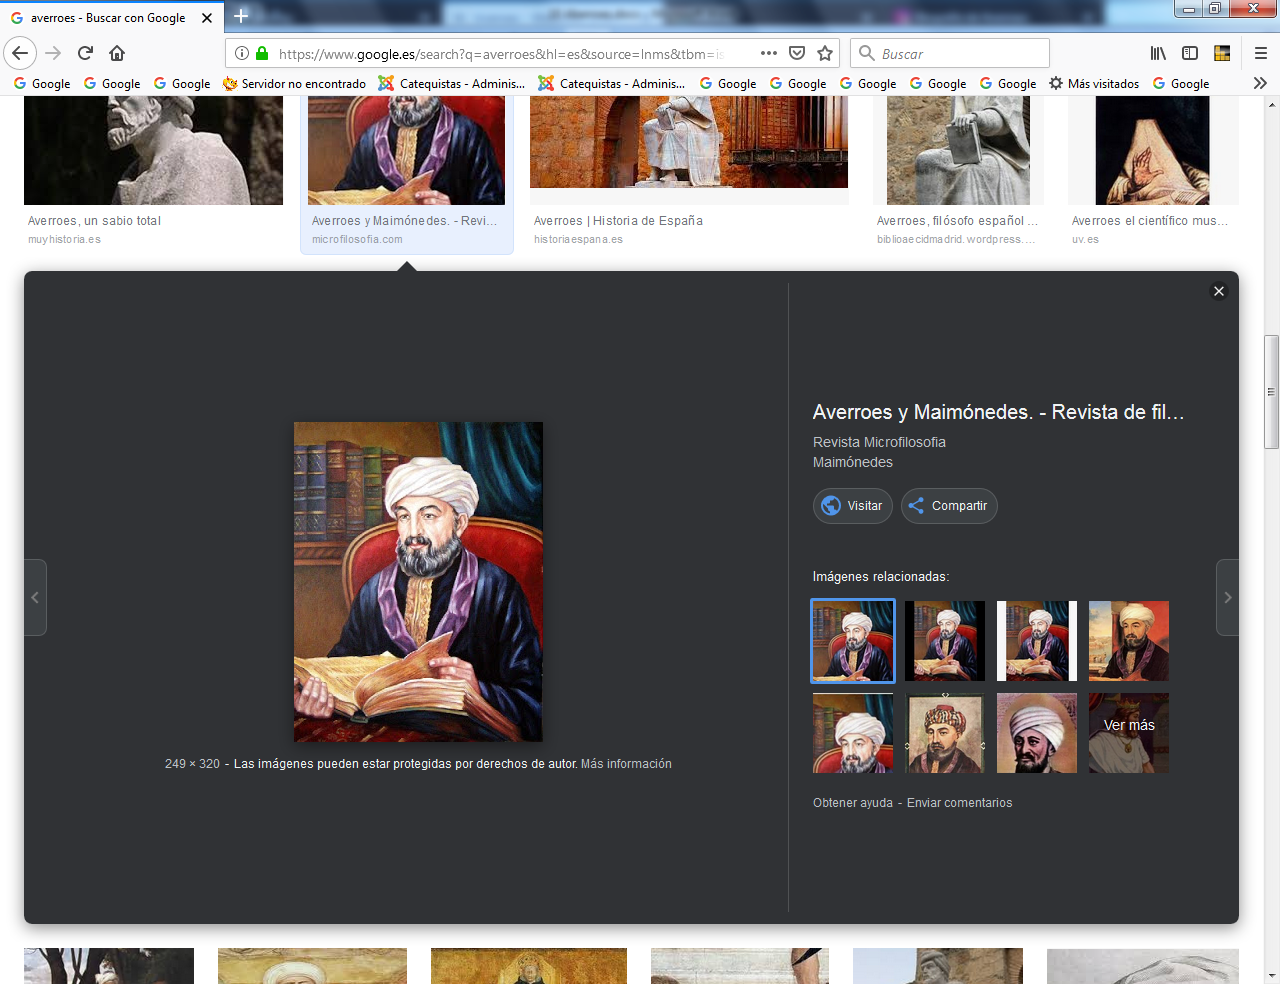 averroes - Buscar con Google
https://www.google.es/search?q=averroes&hl=es&source=lnms&tbm=is
Buscar
Google
Google
Google
Servidor no encontrado
Catequistas - Adminis...
Catequistas - Adminis...
Google
Google
Google
Google
Google
Más visitados
Google
Averroes, un sabio total
muyhistoria.es
Averroes y Maimónedes. - Revi...
microfilosofia.com
Averroes | Historia de España
historiaespana.es
Averroes, filósofo español ...
biblioaecidmadrid.wordpress. ...
Averroes el científico mus...
uv.es
Averroes y Maimónedes. - Revista de fil...
Revista Microfilosofia
Maimónedes
Visitar
Compartir
Imágenes relacionadas:
Ver más
249 × 320 - Las imágenes pueden estar protegidas por derechos de autor. Más información
Obtener ayuda - Enviar comentarios